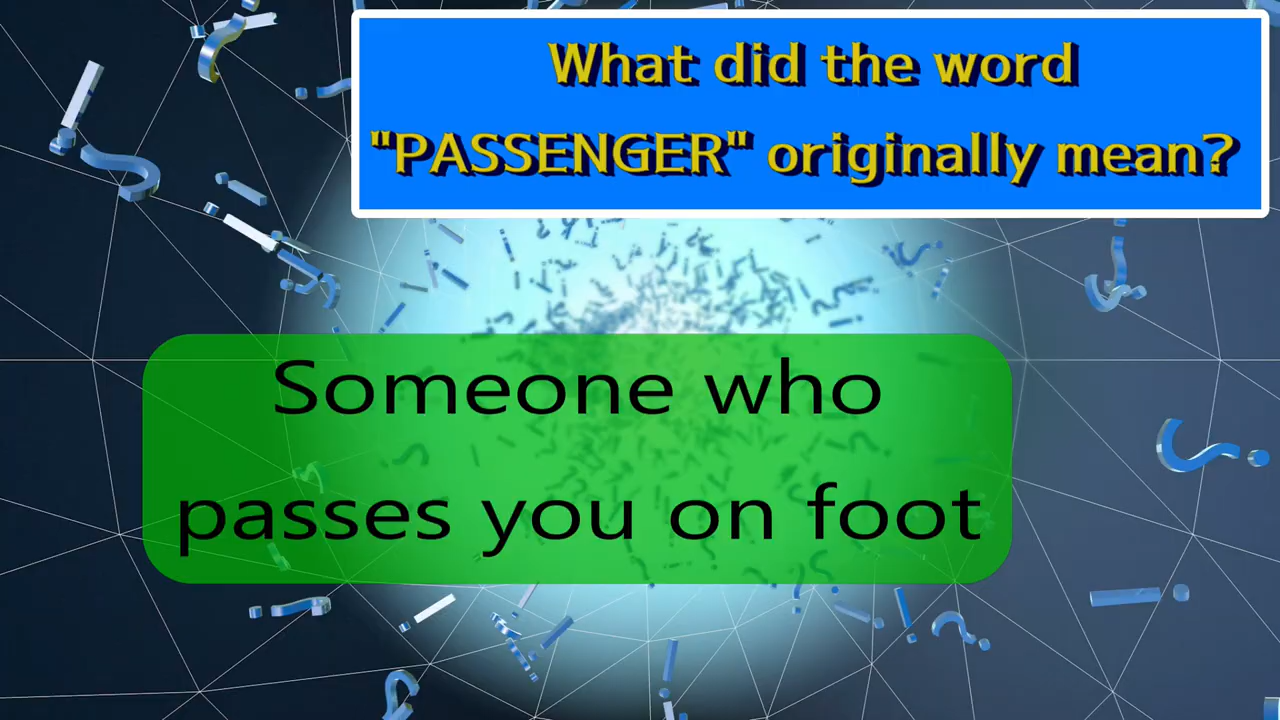 What did the word
"PASSENGER" originally mean?
Someone who
passes you on foot